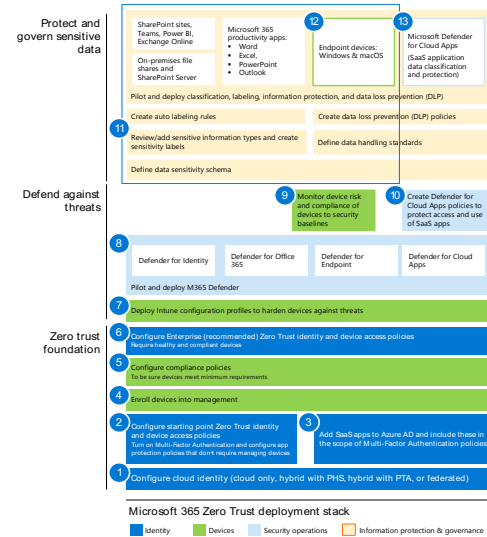 Protect and
govern sensitive
data
SharePoint sites,
Teams, Power BI,
Exchange Online
On-premises file
shares and
SharePoint Server
Microsoft 365
productivity apps:
• Word
• Excel,
• PowerPoint
• Outlook
12
Endpoint devices:
Windows & macOS
13
Microsoft Defender
for Cloud Apps
(SaaS application
data classification
and protection)
Pilot and deploy classification, labeling, information protection, and data loss prevention (DLP)
11
Create auto labeling rules
Create data loss prevention (DLP) policies
Review/add sensitive information types and create
sensitivity labels
Define data handling standards
Define data sensitivity schema
Defend against
threats
9
Monitor device risk
and compliance of
devices to security
baselines
10
Create Defender for
Cloud Apps policies to
protect access and use
of SaaS apps
8
Defender for Identity
Defender for Office
365
Defender for
Endpoint
Defender for Cloud
Apps
Pilot and deploy M365 Defender
7
Deploy Intune configuration profiles to harden devices against threats
Zero trust
foundation
6
Configure Enterprise (recommended) Zero Trust identity and device access policies
Require healthy and compliant devices
5
Configure compliance policies
To be sure devices meet minimum requirements
4
Enroll devices into management
2
Configure starting point Zero Trust identity
and device access policies
Turn on Multi-Factor Authentication and configure app
protection policies that don't require managing devices
3
Add SaaS apps to Azure AD and include these in
the scope of Multi-Factor Authentication policies
1
Configure cloud identity (cloud only, hybrid with PHS, hybrid with PTA, or federated)
Microsoft 365 Zero Trust deployment stack
Identity
Devices
Security operations
Information protection & governance